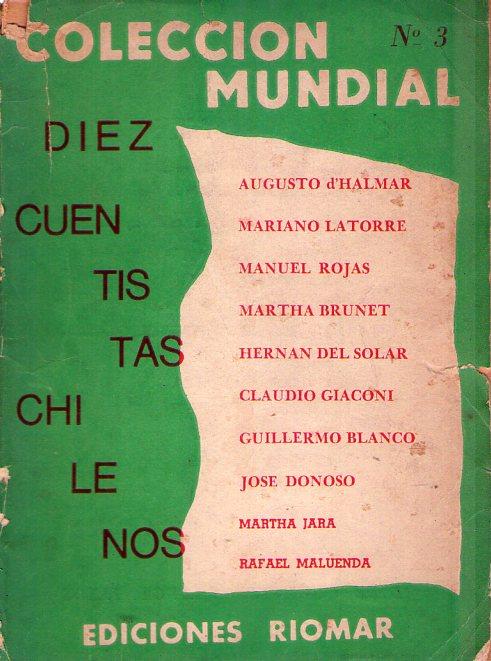 COLECCION
Nº 3
MUNDIAL
DIEZ
CUEN
TIS
TAS
CHI
LE
NOS
AUGUSTO d'HALMAR
MARIANO LATORRE
MANUEL ROJAS
MARTHA BRUNET
HERNAN DEL SOLAR
CLAUDIO GIACONI
GUILLERMO BLANCO
JOSE DONOSO
MARTHA JARA
RAFAEL MALUENDA
EDICIONES RIOMAR